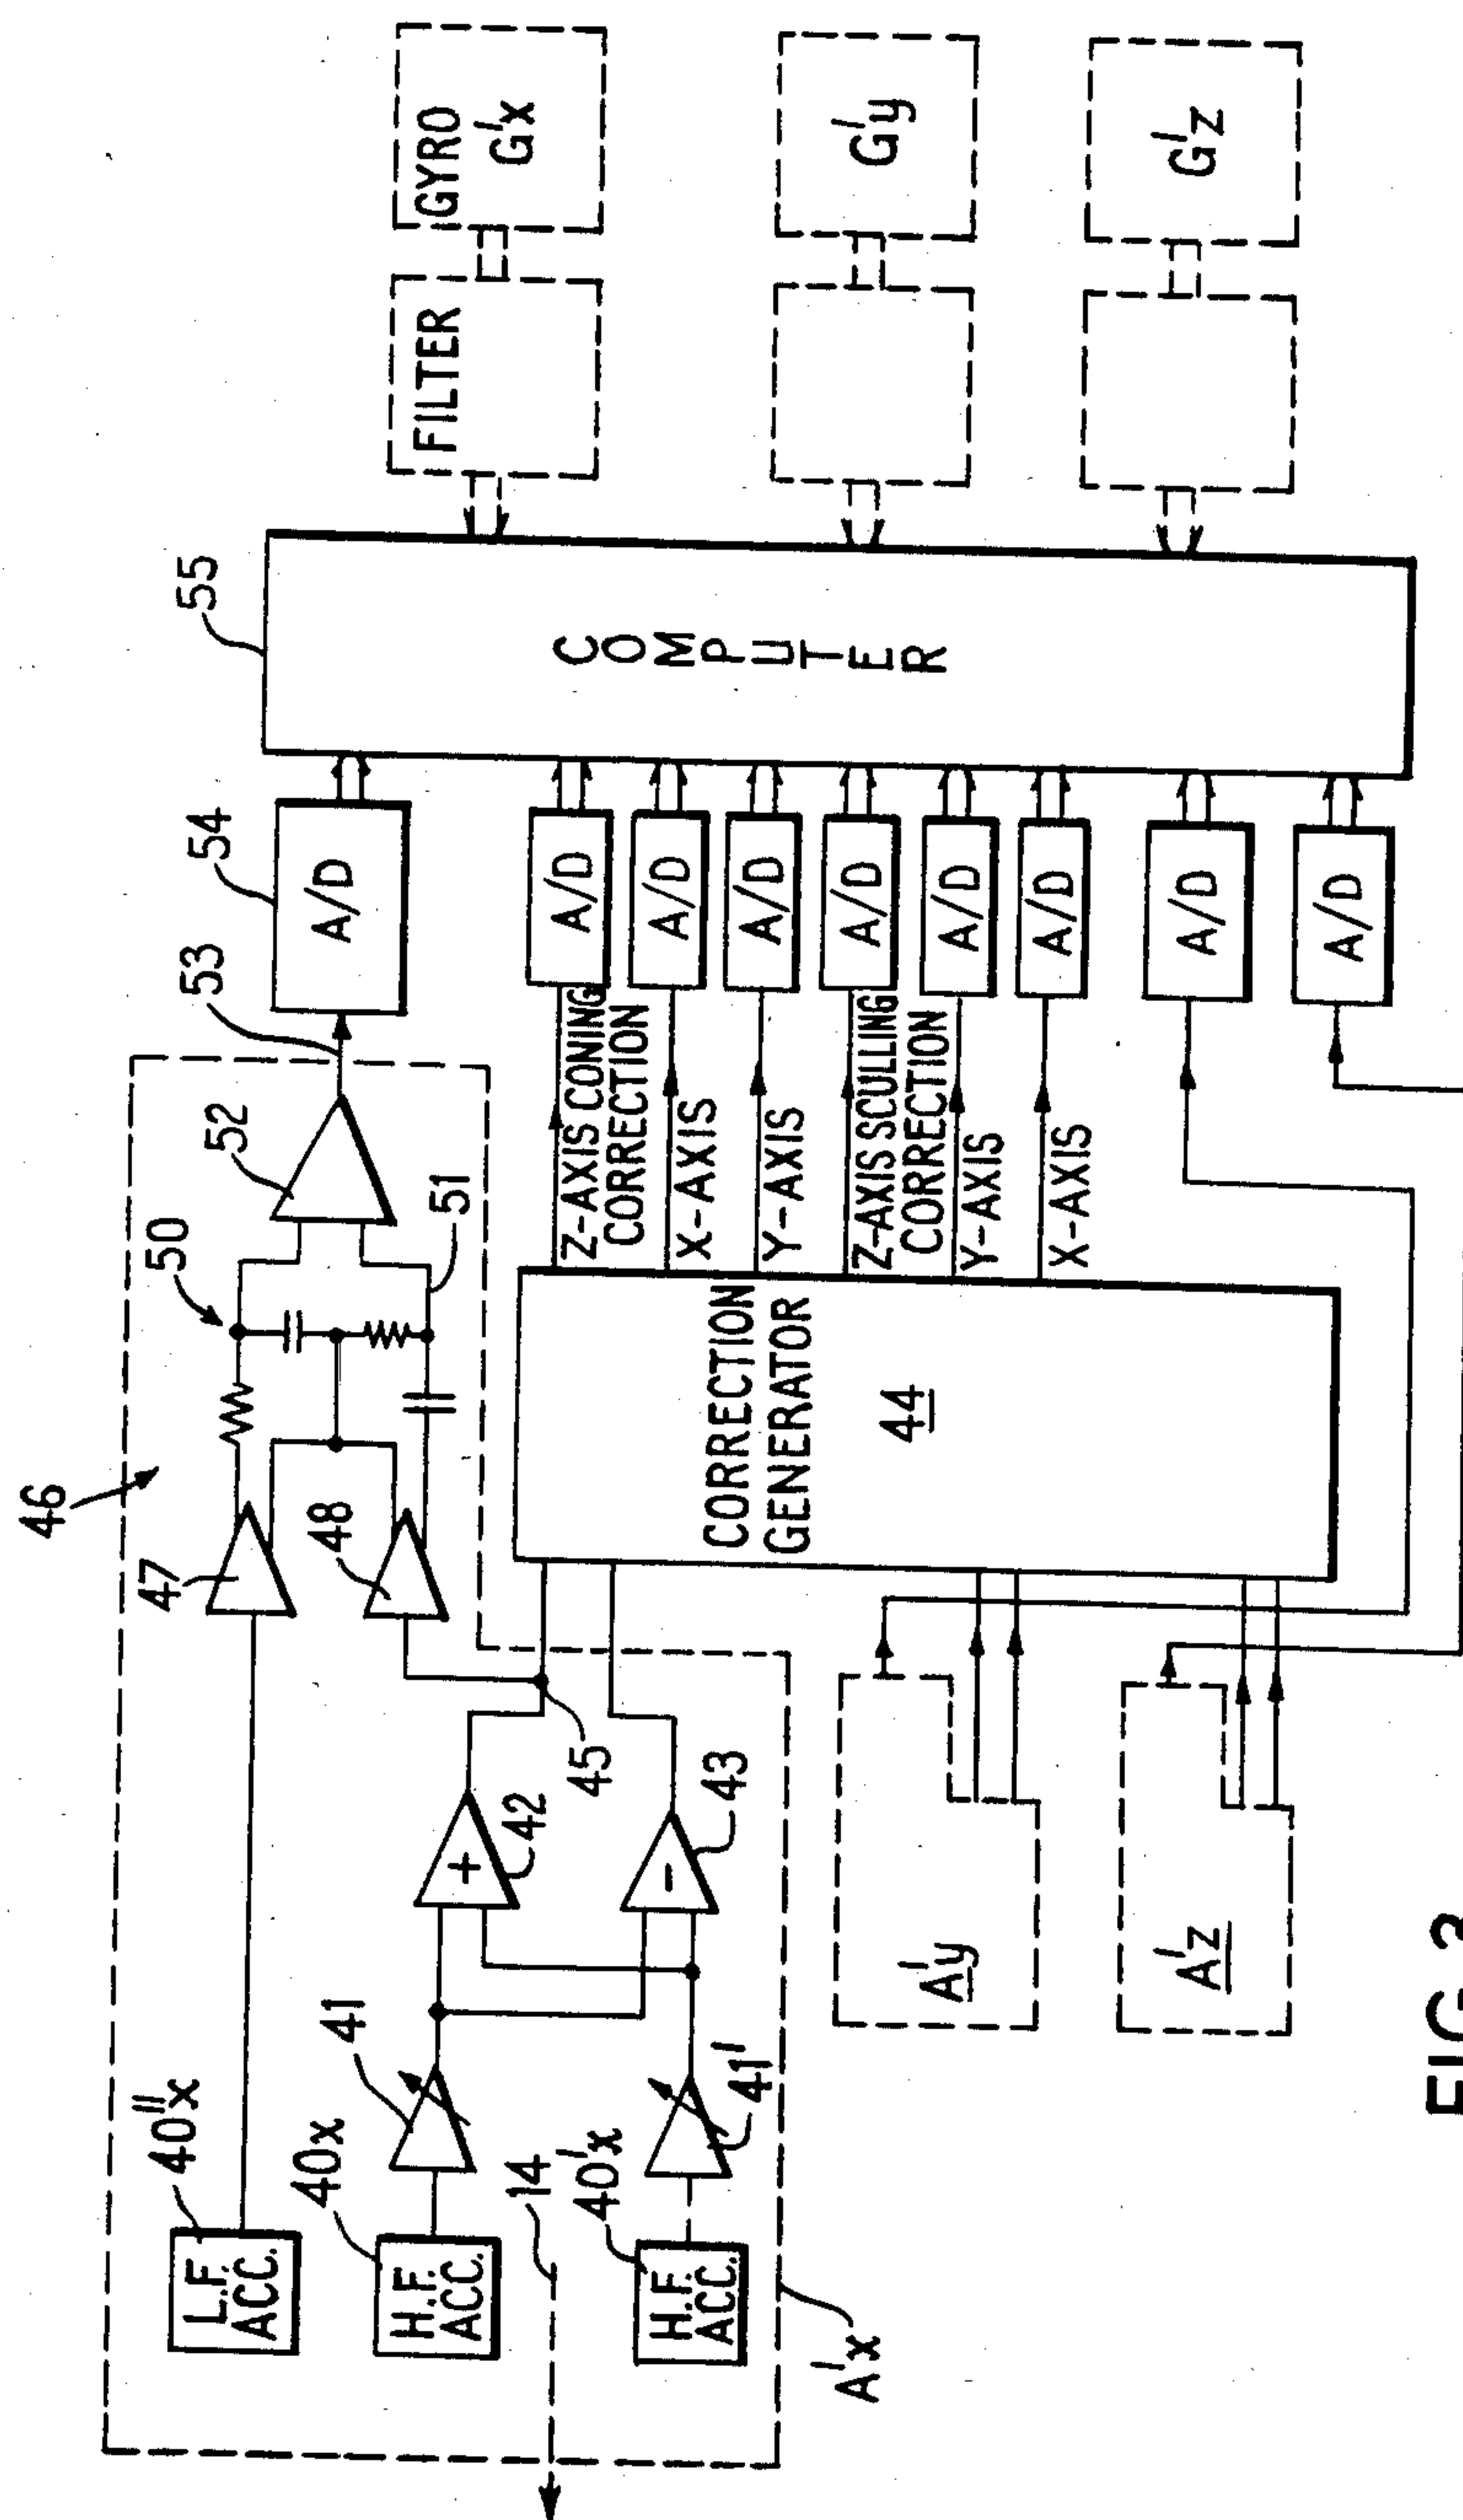 46
50
52
53
54
55
47
48
51
A/D
GYRO
G'x
FILTER
40"x
L.F.
ACC.
40x
H.F.
ACC.
41
14
40'x
H.F.
ACC.
41'
A'x
+
42
-
43
45
CORRECTION
GENERATOR
44
Z-AXIS CONING
CORRECTION
X-AXIS
Y-AXIS
Z-AXIS SCULLING
CORRECTION
Y-AXIS
X-AXIS
A/D
A/D
A/D
A/D
A/D
A/D
A/D
A/D
COMPUTER
G'y
G'z
A'y
A'z